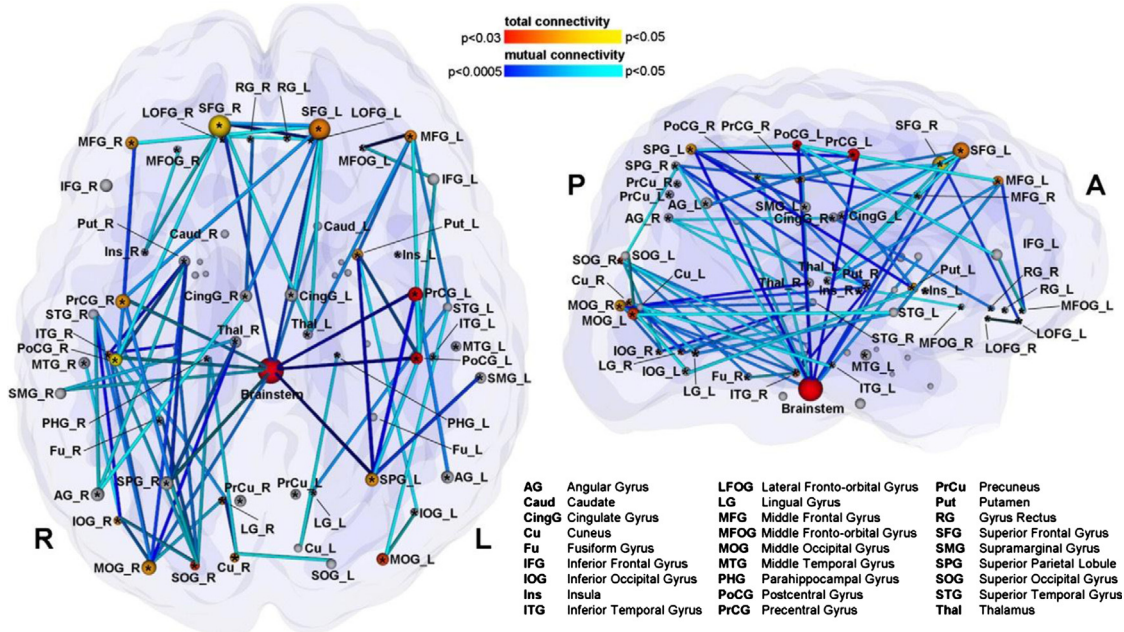 total connectivity
p<0.03 p<0.05
mutual connectivity
p<0.0005 p<0.05
RG_R RG_L
LOFG_R SFG_R SFG_L LOFG_L
MFG_R MFG_L
MFOG_R MFOG_L
IFG_R IFG_L
Put_R Caud_R Caud_L Put_L
Ins_R Ins_L
PrCG_R CingG_R CingG_L PrCG_L
STG_R STG_L
ITG_R Thal_R Thal_L ITG_L
PoCG_R MTG_L
MTG_R PoCG_L
SMG_R Brainstem SMG_L
PHG_R PHG_L
Fu_R Fu_L
AG_R SPG_R PrCu_R PrCu_L SPG_L AG_L
IOG_R LG_R LG_L IOG_L
R L
MOG_R SOG_R Cu_R Cu_L SOG_L MOG_L
PoCG_R PrCG_R PoCG_L SFG_R
SPG_L PrCG_L SFG_L
P A
SPG_R
PrCu_R MFG_L
PrCu_L AG_L SMG_L MFG_R
AG_R CingG_R CingG_L
SOG_R SOG_L IFG_L
Cu_R Cu_L Thal_R Thal_L Put_R Put_L RG_R
Ins_R Ins_L RG_L
MOG_R MFOG_L
MOG_L STG_L
LOFG_L
IOG_R STG_R MFOG_R LOFG_R
LG_R IOG_L MTG_L
LG_L Fu_R ITG_R ITG_L
Brainstem
AG Angular Gyrus LFOG Lateral Fronto-orbital Gyrus PrCu Precuneus
Caud Caudate LG Lingual Gyrus Put Putamen
CingG Cingulate Gyrus MFG Middle Frontal Gyrus RG Gyrus Rectus
Cu Cuneus MFOG Middle Fronto-orbital Gyrus SFG Superior Frontal Gyrus
Fu Fusiform Gyrus MOG Middle Occipital Gyrus SMG Supramarginal Gyrus
IFG Inferior Frontal Gyrus MTG Middle Temporal Gyrus SPG Superior Parietal Lobule
IOG Inferior Occipital Gyrus PHG Parahippocampal Gyrus SOG Superior Occipital Gyrus
Ins Insula PoCG Postcentral Gyrus STG Superior Temporal Gyrus
ITG Inferior Temporal Gyrus PrCG Precentral Gyrus Thal Thalamus